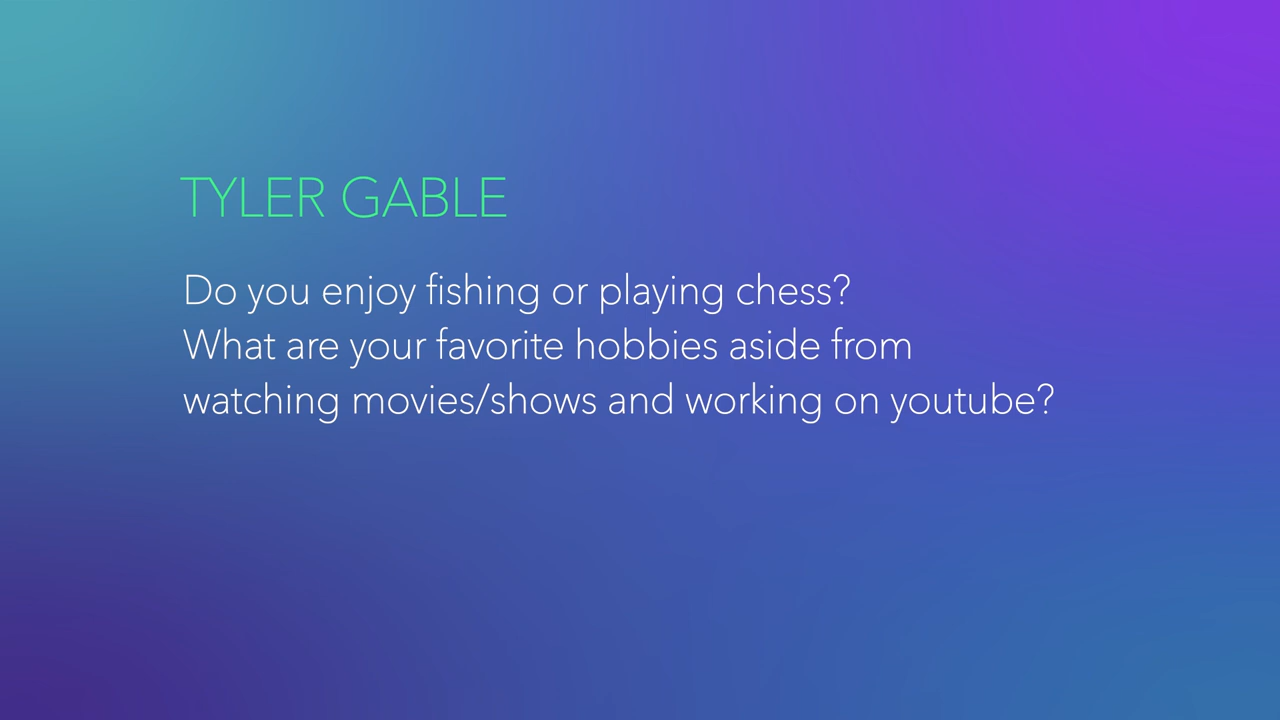 TYLER GABLE
Do you enjoy fishing or playing chess?
What are your favorite hobbies aside from
watching movies/shows and working on youtube?